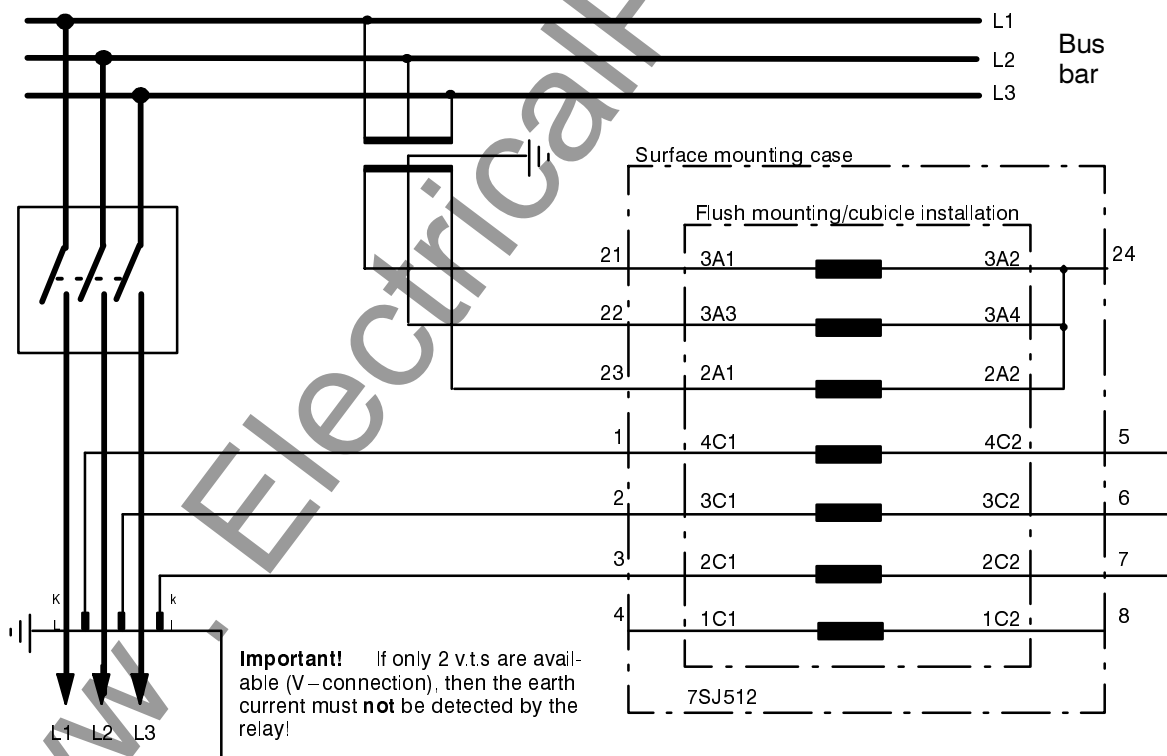 L1
L2
L3
Bus
bar
Surface mounting case
Flush mounting/cubicle installation
21 3A1 3A2 24
22 3A3 3A4
23 2A1 2A2
1 4C1 4C2 5
2 3C1 3C2 6
3 2C1 2C2 7
4 1C1 1C2 8
7SJ512
K k
L l
L1 L2 L3
Important! If only 2 v.t.s are avail-
able (V–connection), then the earth
current must not be detected by the
relay!
w . Electrical